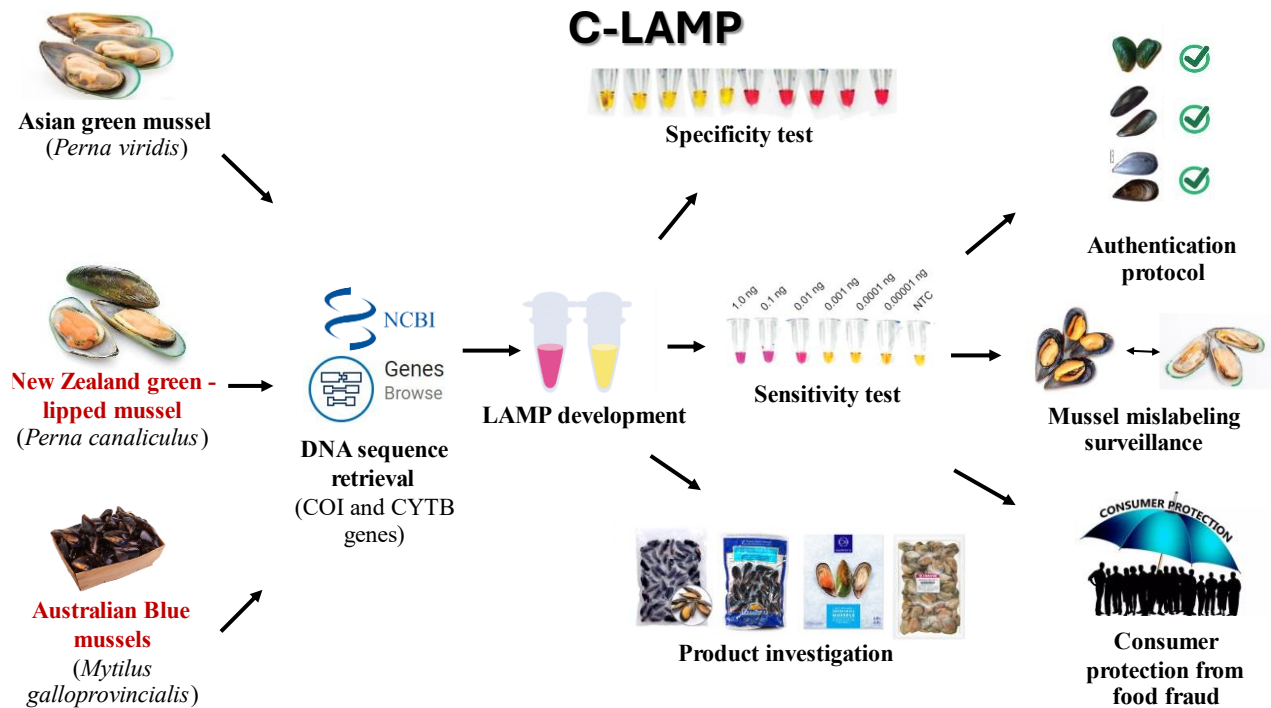 C-LAMP
Asian green mussel
(Perna viridis)
New Zealand green -
lipped mussel
(Perna canaliculus)
Australian Blue
mussels
(Mytilus
galloprovincialis)
NCBI
Genes
Browse
DNA sequence
retrieval
(COI and CYTB
genes)
LAMP development
Specificity test
1.0 ng
0.1 ng
0.01 ng
0.001 ng
0.0001 ng
0.00001 ng
NTC
Sensitivity test
Product investigation
Authentication
protocol
Mussel mislabeling
surveillance
CONSUMER PROTECTION
Consumer
protection from
food fraud